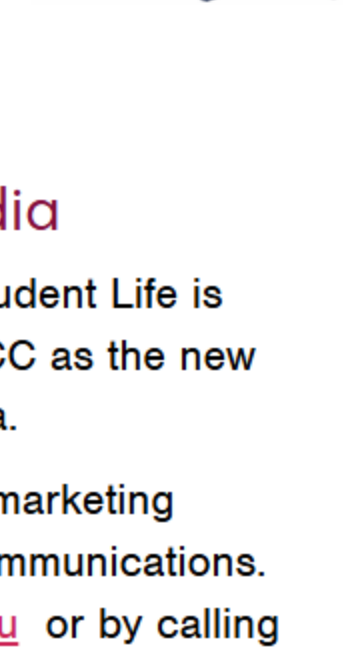 dia
udent Life is
CC as the new
a.
marketing
mmunications.
u or by calling